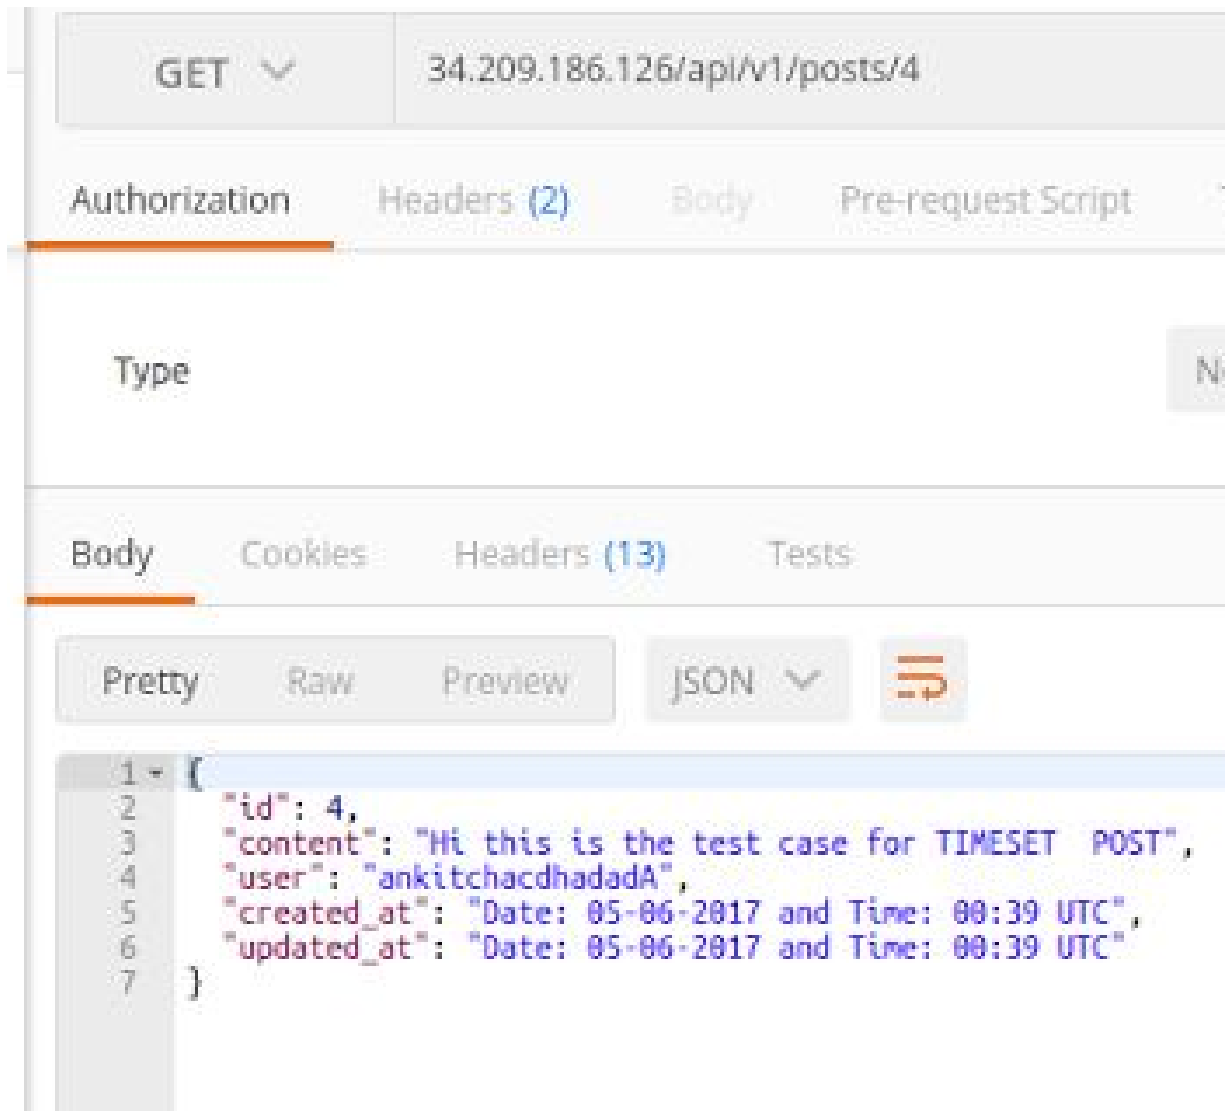 GET 34.209.186.126/api/v1/posts/4
Authorization Headers (2) Body Pre-request Script
Type
Body Cookies Headers (13) Tests
Pretty Raw Preview JSON
1 {
2 "id": 4,
3 "content": "Hi this is the test case for TIMESET  POST",
4 "user": "ankitchacdhadadA",
5 "created_at": "Date: 05-06-2017 and Time: 00:39 UTC",
6 "updated_at": "Date: 05-06-2017 and Time: 00:39 UTC"
7 }